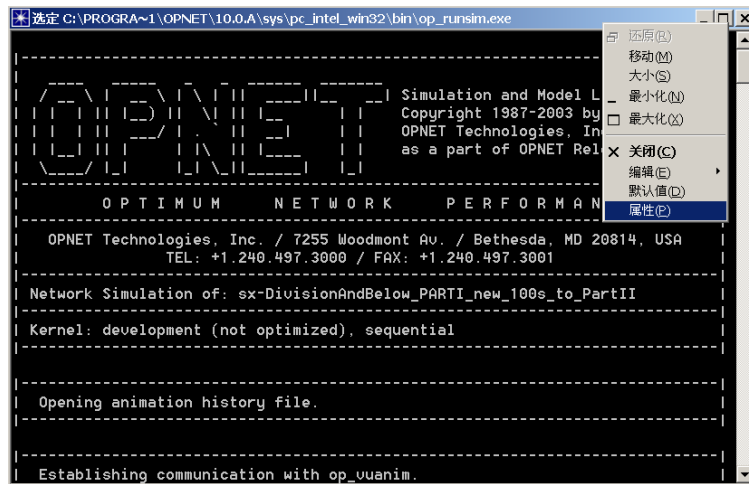 选定 C:\PROGRA~1\OPNET\10.0.A\sys\pc_intel_win32\bin\op_runsim.exe
还原(R)
移动(M)
大小(S)
最小化(N)
最大化(X)
关闭(C)
编辑(E)
默认值(D)
属性(P)
OPNET
Simulation and Model L
Copyright 1987-2003 by
OPNET Technologies, In
as a part of OPNET Rel
O P T I M U M N E T W O R K P E R F O R M A N
OPNET Technologies, Inc. / 7255 Woodmont Av. / Bethesda, MD 20814, USA
TEL: +1.240.497.3000 / FAX: +1.240.497.3001
Network Simulation of: sx-DivisionAndBelow_PARTI_new_100s_to_PartII
Kernel: development (not optimized), sequential
Opening animation history file.
Establishing communication with op_vuanim.